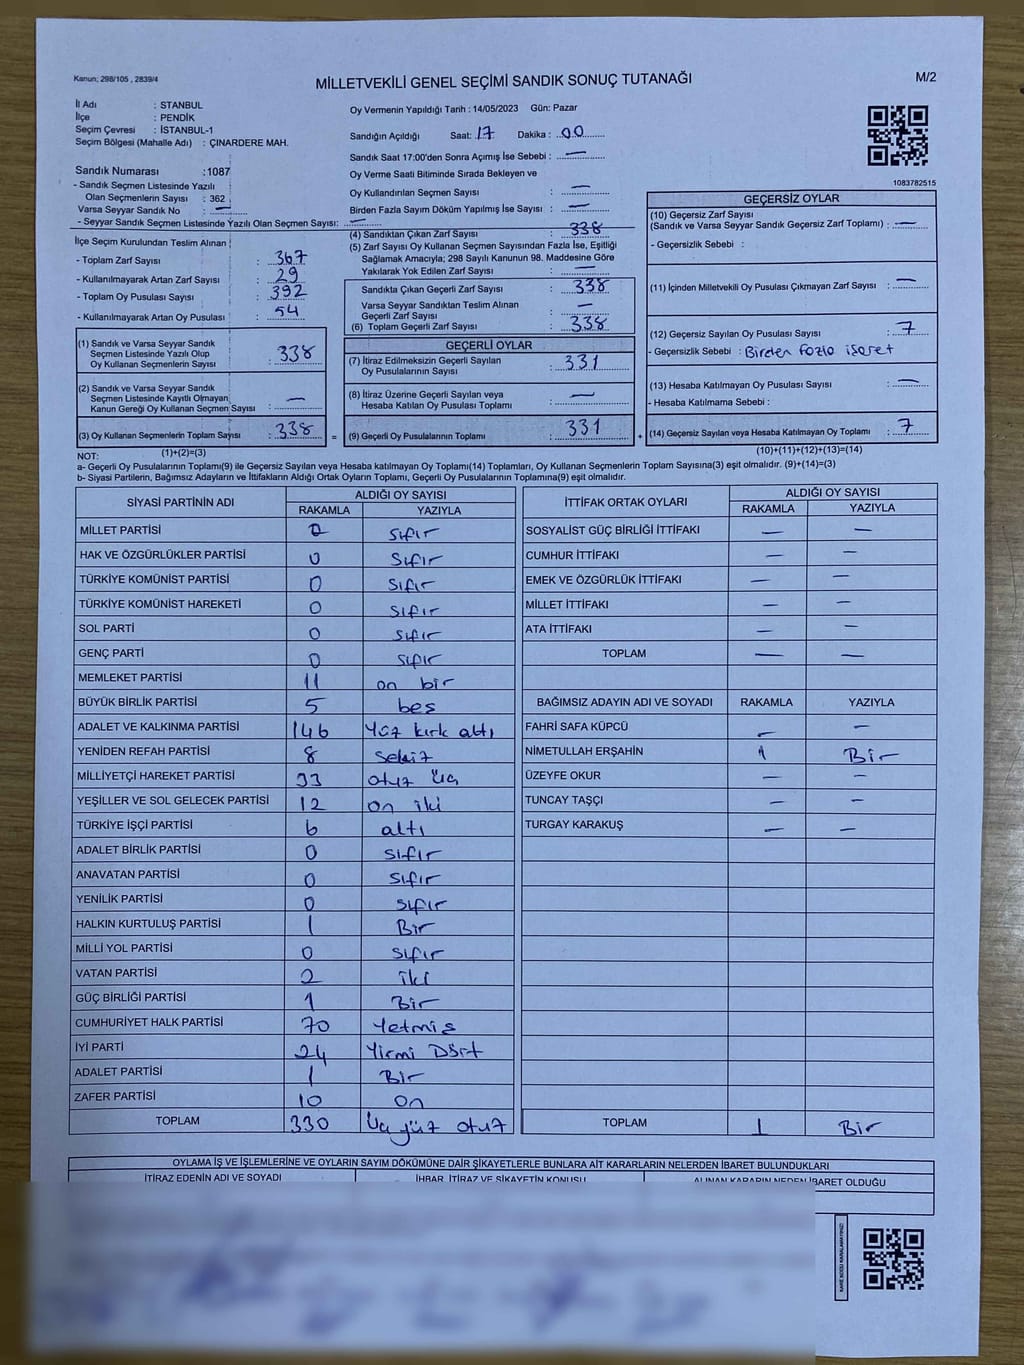 Kanun; 298/105 , 2839/4
MİLLETVEKİLİ GENEL SEÇİMİ SANDIK SONUÇ TUTANAĞI
M/2
İl Adı : STANBUL
İlçe : PENDİK
Seçim Çevresi : İSTANBUL-1
Seçim Bölgesi (Mahalle Adı) : ÇINARDERE MAH.
Oy Vermenin Yapıldığı Tarih : 14/05/2023 Gün: Pazar
Sandığın Açıldığı Saat: 17 Dakika : 00
Sandık Saat 17:00'den Sonra Açımış İse Sebebi : —
Oy Verme Saati Bitiminde Sırada Bekleyen ve
Oy Kullandırılan Seçmen Sayısı : —
Birden Fazla Sayım Döküm Yapılmış İse Sayısı : —
Sandık Numarası :1087
- Sandık Seçmen Listesinde Yazılı
Olan Seçmenlerin Sayısı : 362
Varsa Seyyar Sandık No : —
- Seyyar Sandık Seçmen Listesinde Yazılı Olan Seçmen Sayısı: —
1083782515
İlçe Seçim Kurulundan Teslim Alınan
- Toplam Zarf Sayısı : 367
- Kullanılmayarak Artan Zarf Sayısı : 29
- Toplam Oy Pusulası Sayısı : 392
- Kullanılmayarak Artan Oy Pusulası : 54
(4) Sandıktan Çıkan Zarf Sayısı : 338
(5) Zarf Sayısı Oy Kullanan Seçmen Sayısından Fazla İse, Eşitliği
Sağlamak Amacıyla; 298 Sayılı Kanunun 98. Maddesine Göre
Yakılarak Yok Edilen Zarf Sayısı : —
Sandıkta Çıkan Geçerli Zarf Sayısı : 338
Varsa Seyyar Sandıktan Teslim Alınan
Geçerli Zarf Sayısı : —
(6) Toplam Geçerli Zarf Sayısı : 338
GEÇERSİZ OYLAR
(10) Geçersiz Zarf Sayısı
(Sandık ve Varsa Seyyar Sandık Geçersiz Zarf Toplamı) : —
- Geçersizlik Sebebi :
(11) İçinden Milletvekili Oy Pusulası Çıkmayan Zarf Sayısı : —
(12) Geçersiz Sayılan Oy Pusulası Sayısı : 7
- Geçersizlik Sebebi : Birden fazla işaret
(13) Hesaba Katılmayan Oy Pusulası Sayısı : —
- Hesaba Katılmama Sebebi :
(14) Geçersiz Sayılan veya Hesaba Katılmayan Oy Toplamı : 7
(10)+(11)+(12)+(13)=(14)
(1) Sandık ve Varsa Seyyar Sandık
Seçmen Listesinde Yazılı Olup
Oy Kullanan Seçmenlerin Sayısı : 338
(2) Sandık ve Varsa Seyyar Sandık
Seçmen Listesinde Kayıtlı Olmayan
Kanun Gereği Oy Kullanan Seçmen Sayısı : —
(3) Oy Kullanan Seçmenlerin Toplam Sayısı : 338 =
(1)+(2)=(3)
GEÇERLİ OYLAR
(7) İtiraz Edilmeksizin Geçerli Sayılan
Oy Pusulalarının Sayısı : 331
(8) İtiraz Üzerine Geçerli Sayılan veya
Hesaba Katılan Oy Pusulası Toplamı : —
(9) Geçerli Oy Pusulalarının Toplamı : 331 +
NOT:
a- Geçerli Oy Pusulalarının Toplamı(9) ile Geçersiz Sayılan veya Hesaba katılmayan Oy Toplamı(14) Toplamları, Oy Kullanan Seçmenlerin Toplam Sayısına(3) eşit olmalıdır. (9)+(14)=(3)
b- Siyasi Partilerin, Bağımsız Adayların ve İttifakların Aldığı Ortak Oyların Toplamı, Geçerli Oy Pusulalarının Toplamına(9) eşit olmalıdır.
SİYASİ PARTİNİN ADI ALDIĞI OY SAYISI
RAKAMLA YAZIYLA
MİLLET PARTİSİ 0 sıfır
HAK VE ÖZGÜRLÜKLER PARTİSİ 0 sıfır
TÜRKİYE KOMÜNİST PARTİSİ 0 sıfır
TÜRKİYE KOMÜNİST HAREKETİ 0 sıfır
SOL PARTİ 0 sıfır
GENÇ PARTİ 0 sıfır
MEMLEKET PARTİSİ 11 on bir
BÜYÜK BİRLİK PARTİSİ 5 beş
ADALET VE KALKINMA PARTİSİ 146 Yüz kırk altı
YENİDEN REFAH PARTİSİ 8 sekiz
MİLLİYETÇİ HAREKET PARTİSİ 33 otuz üç
YEŞİLLER VE SOL GELECEK PARTİSİ 12 on iki
TÜRKİYE İŞÇİ PARTİSİ 6 altı
ADALET BİRLİK PARTİSİ 0 sıfır
ANAVATAN PARTİSİ 0 sıfır
YENİLİK PARTİSİ 0 sıfır
HALKIN KURTULUŞ PARTİSİ 1 Bir
MİLLİ YOL PARTİSİ 0 sıfır
VATAN PARTİSİ 2 iki
GÜÇ BİRLİĞİ PARTİSİ 1 Bir
CUMHURİYET HALK PARTİSİ 70 Yetmiş
İYİ PARTİ 24 Yirmi Dört
ADALET PARTİSİ 1 Bir
ZAFER PARTİSİ 10 on
TOPLAM 330 üç yüz otuz
İTTİFAK ORTAK OYLARI ALDIĞI OY SAYISI
RAKAMLA YAZIYLA
SOSYALİST GÜÇ BİRLİĞİ İTTİFAKI — —
CUMHUR İTTİFAKI — —
EMEK VE ÖZGÜRLÜK İTTİFAKI — —
MİLLET İTTİFAKI — —
ATA İTTİFAKI — —
TOPLAM — —
BAĞIMSIZ ADAYIN ADI VE SOYADI RAKAMLA YAZIYLA
FAHRİ SAFA KÜPCÜ — —
NİMETULLAH ERŞAHİN 1 Bir
ÜZEYFE OKUR — —
TUNCAY TAŞÇI — —
TURGAY KARAKUŞ — —
TOPLAM 1 Bir
OYLAMA İŞ VE İŞLEMLERİNE VE OYLARIN SAYIM DÖKÜMÜNE DAİR ŞİKAYETLERLE BUNLARA AİT KARARLARIN NELERDEN İBARET BULUNDUKLARI
İTİRAZ EDENİN ADI VE SOYADI İHBAR, İTİRAZ VE ŞİKAYETİN KONUSU ALINAN KARARIN NEDEN İBARET OLDUĞU